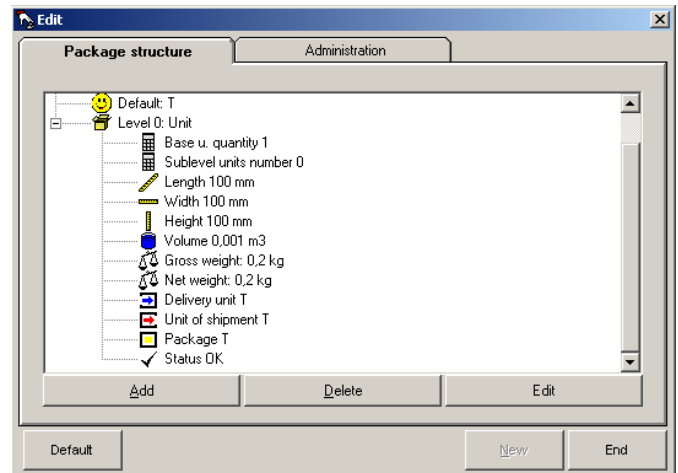 Edit
Package structure
Administration
Default: T
Level 0: Unit
Base u. quantity 1
Sublevel units number 0
Length 100 mm
Width 100 mm
Height 100 mm
Volume 0,001 m3
Gross weight: 0,2 kg
Net weight: 0,2 kg
Delivery unit T
Unit of shipment T
Package T
Status OK
Add
Delete
Edit
Default
New
End